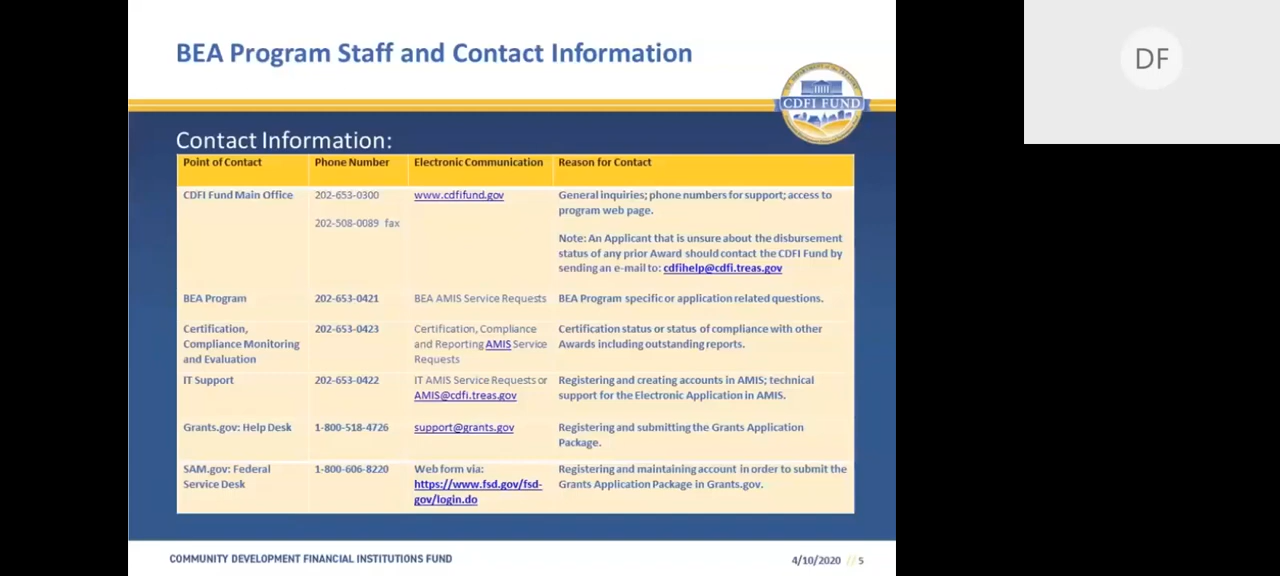 BEA Program Staff and Contact Information
DF
CDFI FUND
Contact Information:
Point of Contact Phone Number Electronic Communication Reason for Contact
CDFI Fund Main Office 202-653-0300 www.cdfifund.gov General inquiries; phone numbers for support; access to
program web page.
202-508-0089 fax
Note: An Applicant that is unsure about the disbursement
status of any prior Award should contact the CDFI Fund by
sending an e-mail to: cdfihelp@cdfi.treas.gov
BEA Program 202-653-0421 BEA AMIS Service Requests BEA Program specific or application related questions.
Certification, 202-653-0423 Certification, Compliance Certification status or status of compliance with other
Compliance Monitoring and Reporting AMIS Service Awards including outstanding reports.
and Evaluation Requests
IT Support 202-653-0422 IT AMIS Service Requests or Registering and creating accounts in AMIS; technical
AMIS@cdfi.treas.gov support for the Electronic Application in AMIS.
Grants.gov: Help Desk 1-800-518-4726 support@grants.gov Registering and submitting the Grants Application
Package.
SAM.gov: Federal 1-800-606-8220 Web form via: Registering and maintaining account in order to submit the
Service Desk https://www.fsd.gov/fsd- Grants Application Package in Grants.gov.
gov/login.do
COMMUNITY DEVELOPMENT FINANCIAL INSTITUTIONS FUND 4/10/2020 // 5